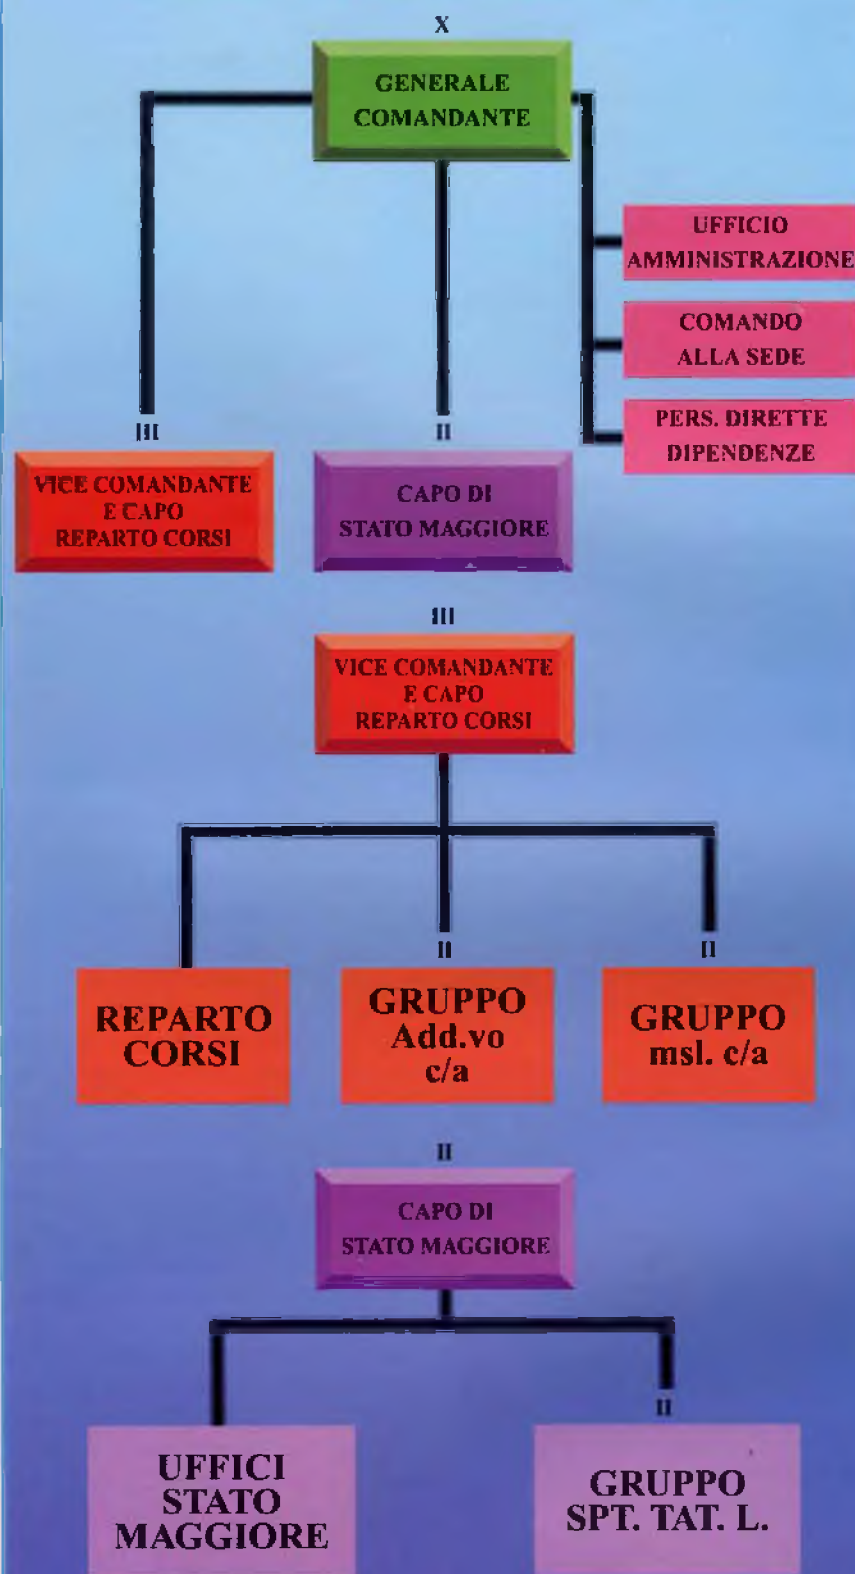 X
GENERALE
COMANDANTE
UFFICIO
AMMINISTRAZIONE
COMANDO
ALLA SEDE
PERS. DIRETTE
DIPENDENZE
III
VICE COMANDANTE
E CAPO
REPARTO CORSI
II
CAPO DI
STATO MAGGIORE
III
VICE COMANDANTE
E CAPO
REPARTO CORSI
REPARTO
CORSI
II
GRUPPO
Add.vo
c/a
II
GRUPPO
msl. c/a
II
CAPO DI
STATO MAGGIORE
UFFICI
STATO
MAGGIORE
II
GRUPPO
SPT. TAT. L.